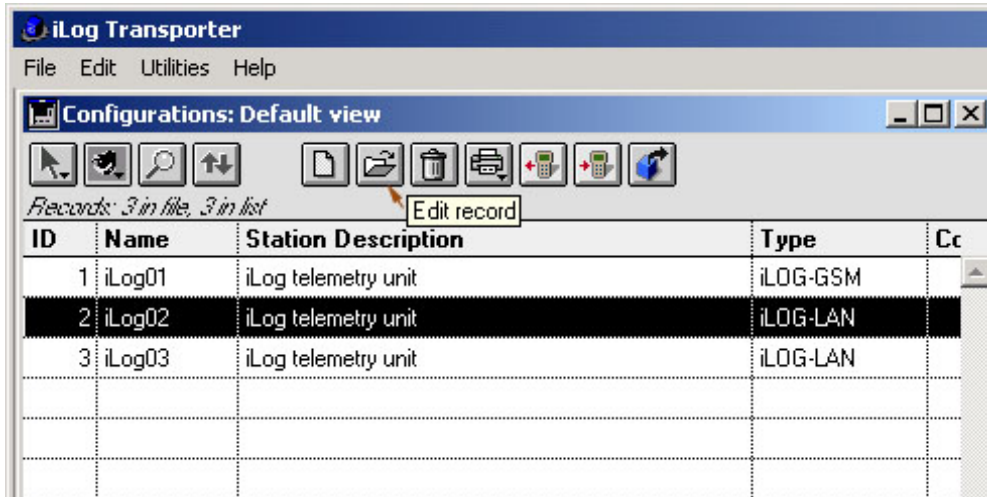 iLog Transporter
File Edit Utilities Help
Configurations: Default view
Records: 3 in file, 3 in list
Edit record
ID Name Station Description Type Cc
1 iLog01 iLog telemetry unit iLOG-GSM
2 iLog02 iLog telemetry unit iLOG-LAN
3 iLog03 iLog telemetry unit iLOG-LAN